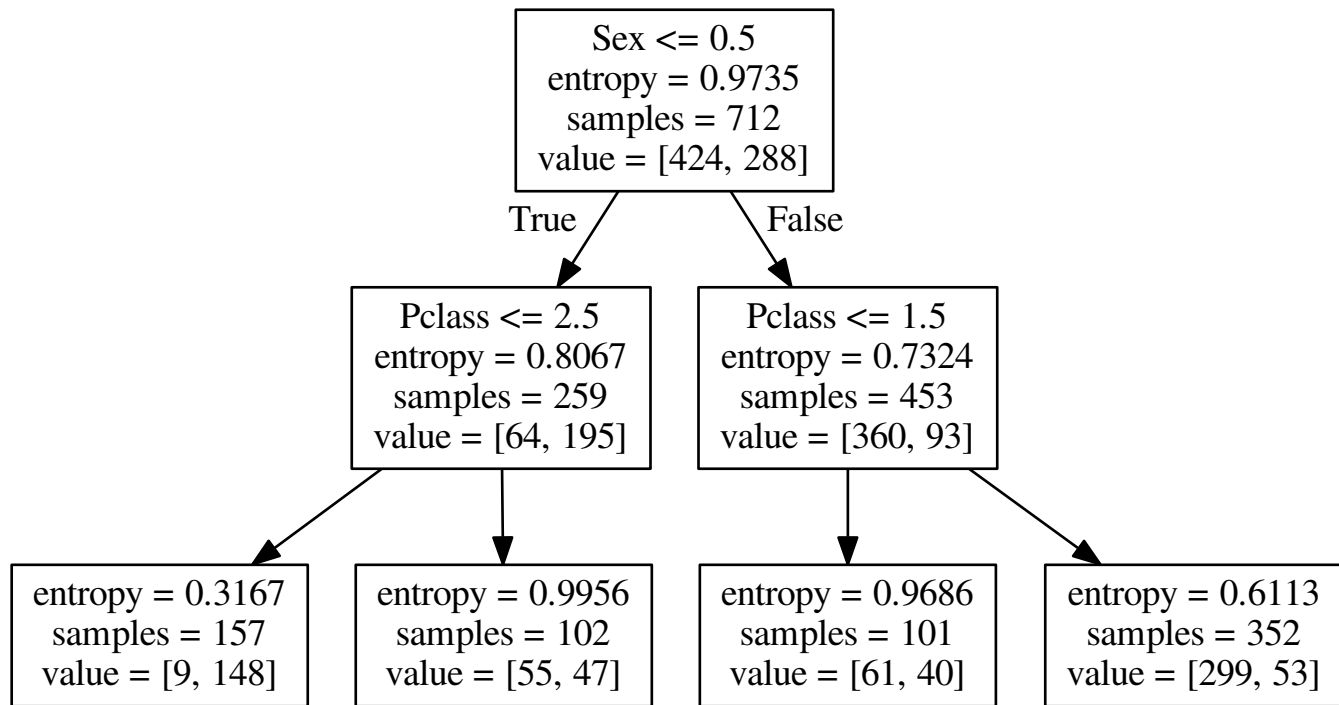 Sex <= 0.5
entropy = 0.9735
samples = 712
value = [424, 288]
True
False
Pclass <= 2.5
entropy = 0.8067
samples = 259
value = [64, 195]
Pclass <= 1.5
entropy = 0.7324
samples = 453
value = [360, 93]
entropy = 0.3167
samples = 157
value = [9, 148]
entropy = 0.9956
samples = 102
value = [55, 47]
entropy = 0.9686
samples = 101
value = [61, 40]
entropy = 0.6113
samples = 352
value = [299, 53]